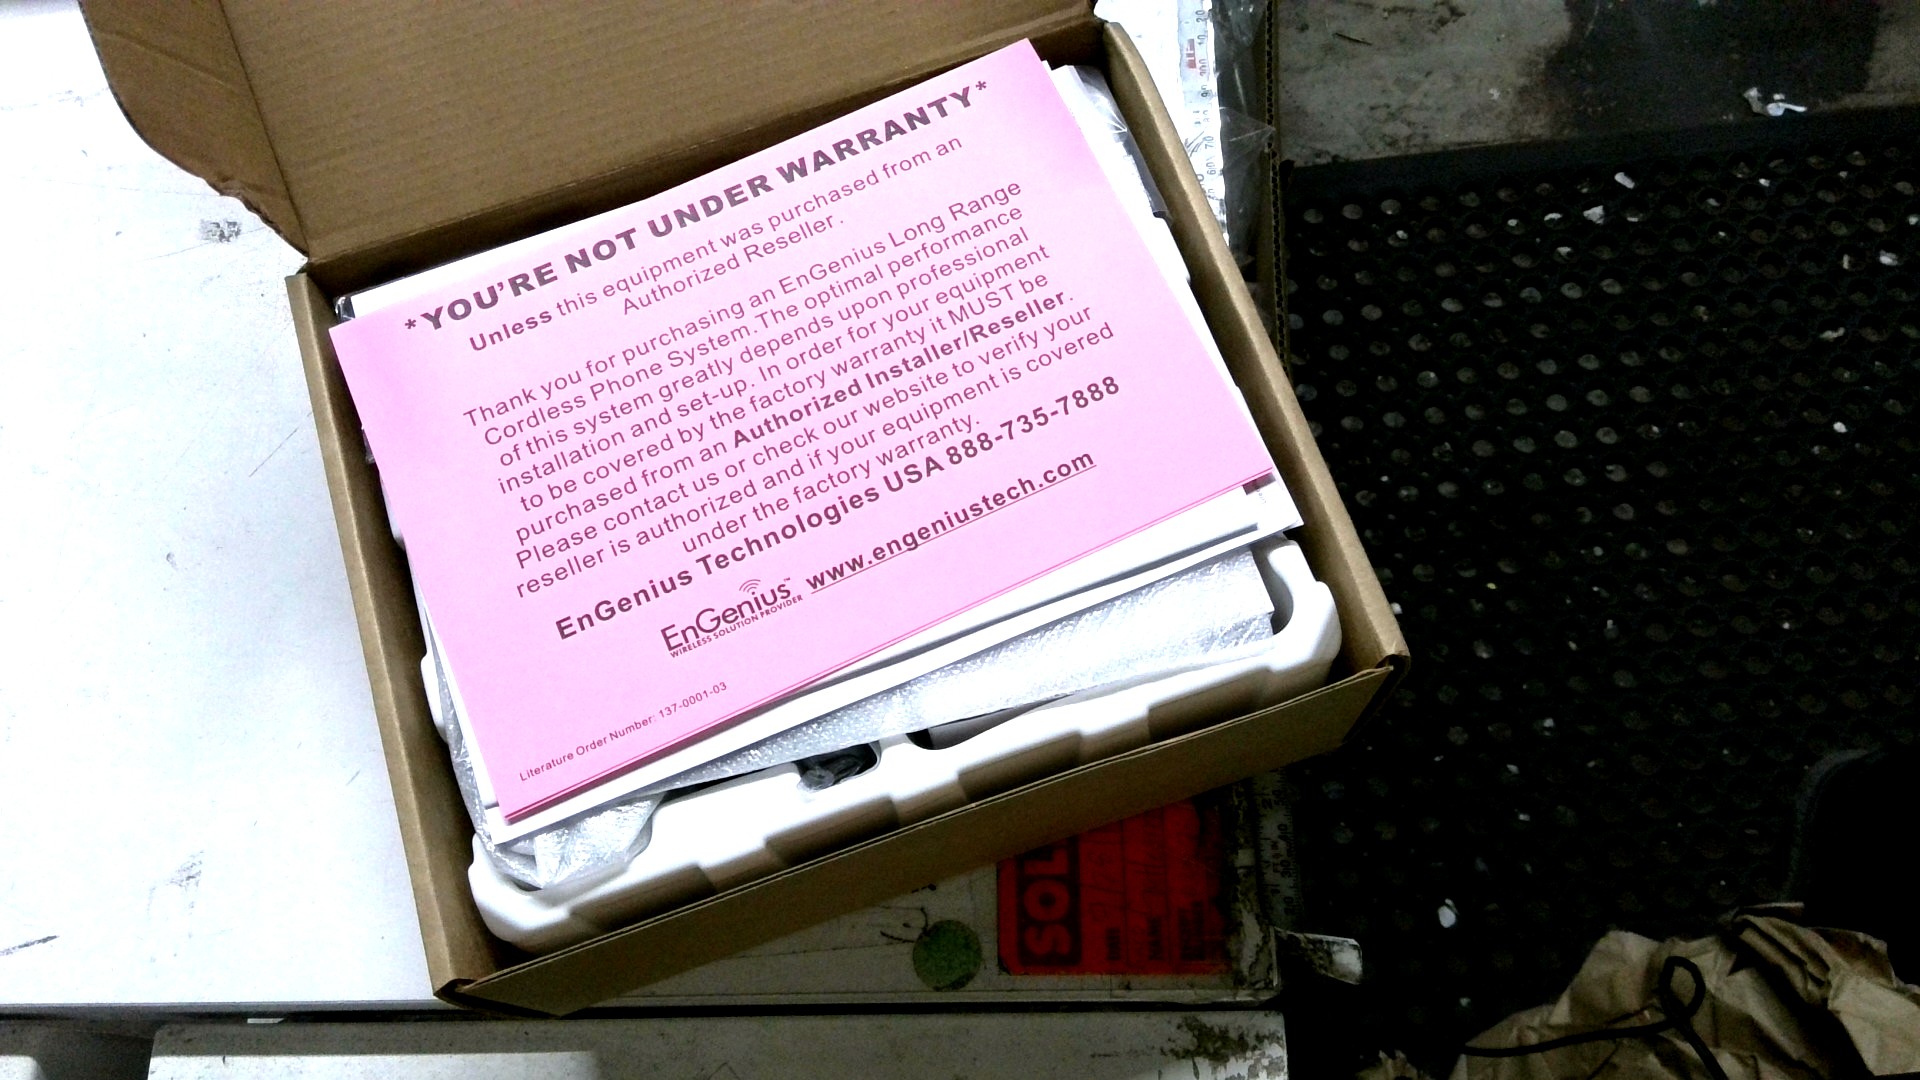 *YOU'RE NOT UNDER WARRANTY*
Unless this equipment was purchased from an
Authorized Reseller.
Thank you for purchasing an EnGenius Long Range
Cordless Phone System. The optimal performance
of this system greatly depends upon professional
installation and set-up. In order for your equipment
to be covered by the factory warranty it MUST be
purchased from an Authorized Installer/Reseller.
Please contact us or check our website to verify your
reseller is authorized and if your equipment is covered
under the factory warranty.
EnGenius Technologies USA 888-735-7888
www.engeniustech.com
EnGenius™
WIRELESS SOLUTION PROVIDER
Literature Order Number: 137-0001-03